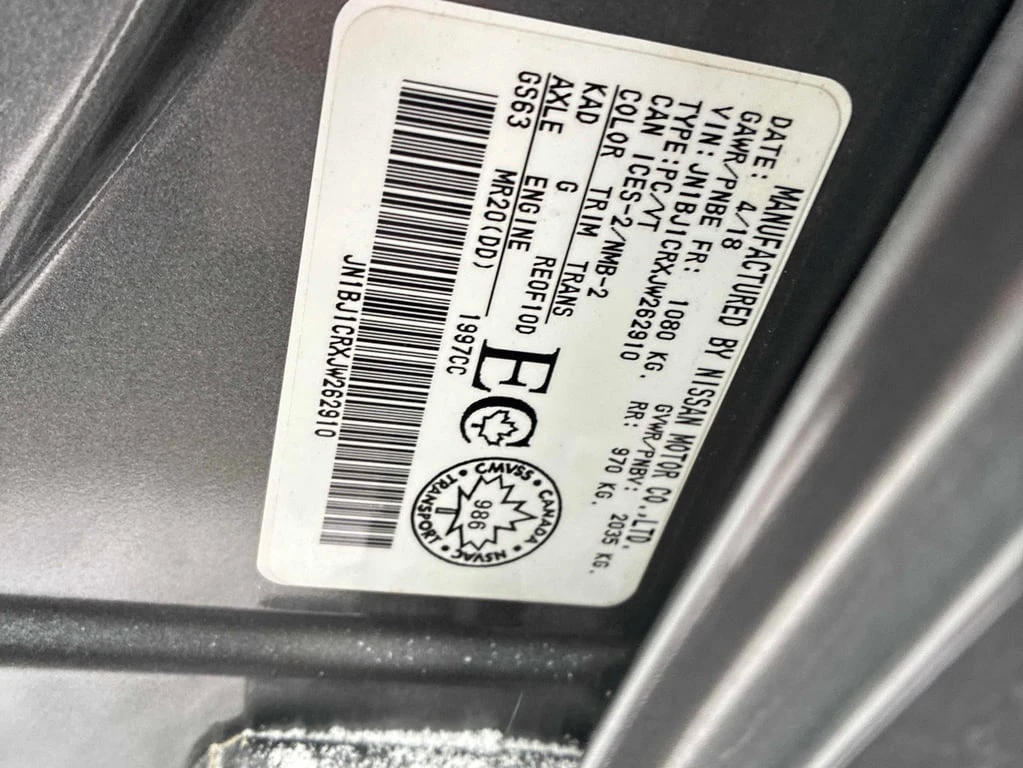 MANUFACTURED BY NISSAN MOTOR CO.,LTD.
DATE: 4/18 GVWR/PNBV: 2035 KG.
GAWR/PNBE FR: 1080 KG. RR: 970 KG.
VIN: JN1BJ1CRXJW262910
TYPE:PC/VT
CAN ICES-2/NMB-2
COLOR TRIM TRANS
KAD G REOF10D
AXLE ENGINE
GS63 MR20(DD) 1997CC
EC
CMVSS • CANADA • NSVAC • TRANSPORT •
986
T
JN1BJ1CRXJW262910